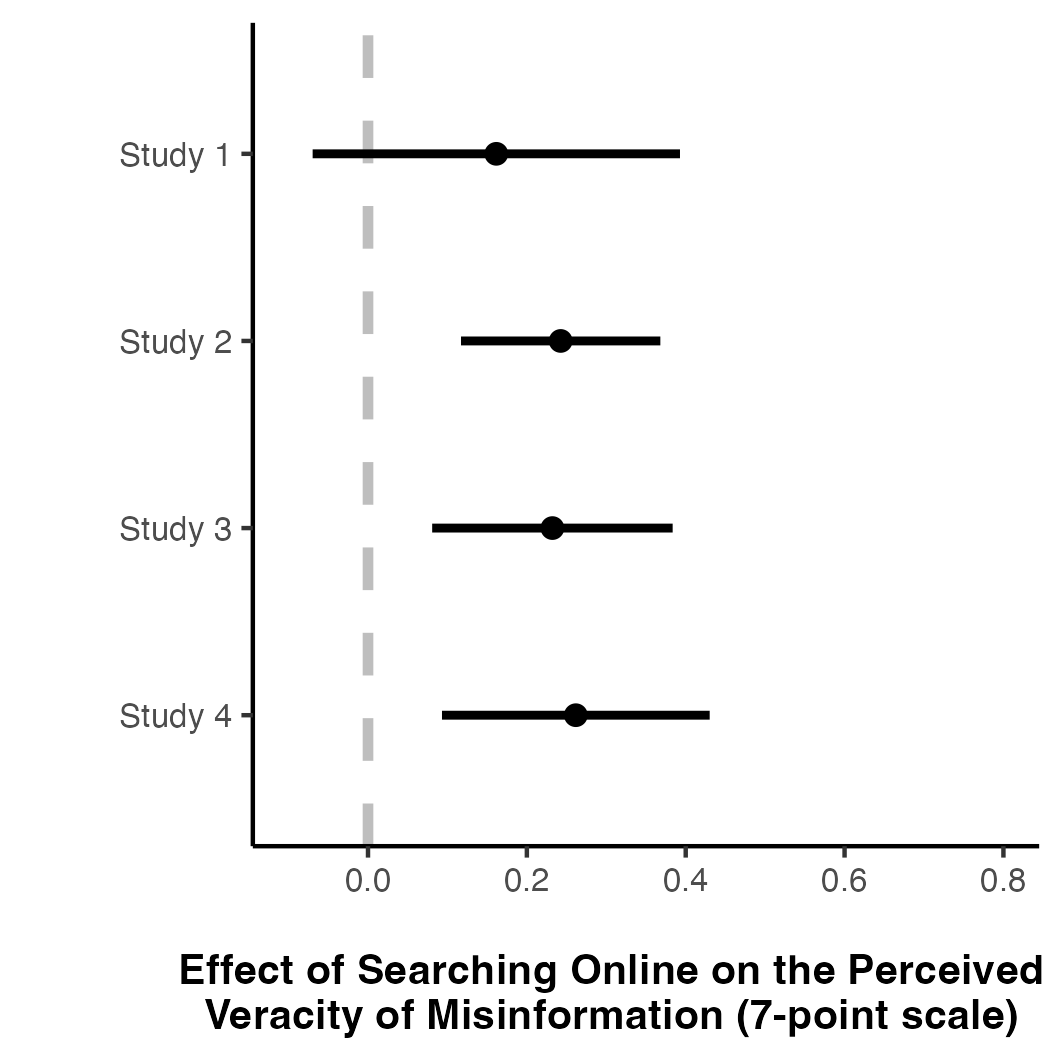 Study 1
Study 2
Study 3
Study 4
0.0 0.2 0.4 0.6 0.8
Effect of Searching Online on the Perceived
Veracity of Misinformation (7-point scale)